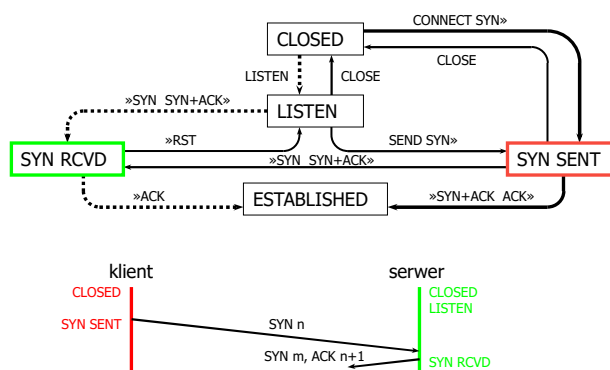 CONNECT SYN»
CLOSED
CLOSE
LISTEN
CLOSE
»SYN SYN+ACK»
LISTEN
»RST
SEND SYN»
SYN RCVD
»SYN SYN+ACK»
SYN SENT
»ACK
ESTABLISHED
»SYN+ACK ACK»
klient
serwer
CLOSED
CLOSED
LISTEN
SYN SENT
SYN n
SYN m, ACK n+1
SYN RCVD